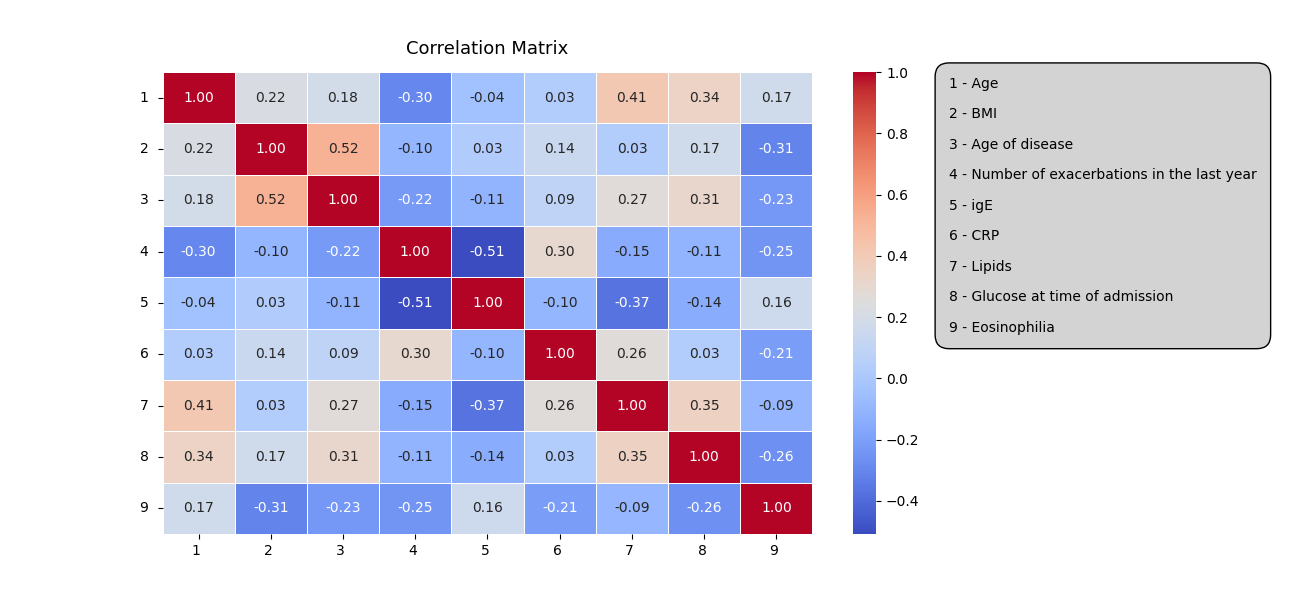 Correlation Matrix
1 1.00 0.22 0.18 -0.30 -0.04 0.03 0.41 0.34 0.17
2 0.22 1.00 0.52 -0.10 0.03 0.14 0.03 0.17 -0.31
3 0.18 0.52 1.00 -0.22 -0.11 0.09 0.27 0.31 -0.23
4 -0.30 -0.10 -0.22 1.00 -0.51 0.30 -0.15 -0.11 -0.25
5 -0.04 0.03 -0.11 -0.51 1.00 -0.10 -0.37 -0.14 0.16
6 0.03 0.14 0.09 0.30 -0.10 1.00 0.26 0.03 -0.21
7 0.41 0.03 0.27 -0.15 -0.37 0.26 1.00 0.35 -0.09
8 0.34 0.17 0.31 -0.11 -0.14 0.03 0.35 1.00 -0.26
9 0.17 -0.31 -0.23 -0.25 0.16 -0.21 -0.09 -0.26 1.00
1 2 3 4 5 6 7 8 9
1.0
0.8
0.6
0.4
0.2
0.0
−0.2
−0.4
1 - Age
2 - BMI
3 - Age of disease
4 - Number of exacerbations in the last year
5 - igE
6 - CRP
7 - Lipids
8 - Glucose at time of admission
9 - Eosinophilia